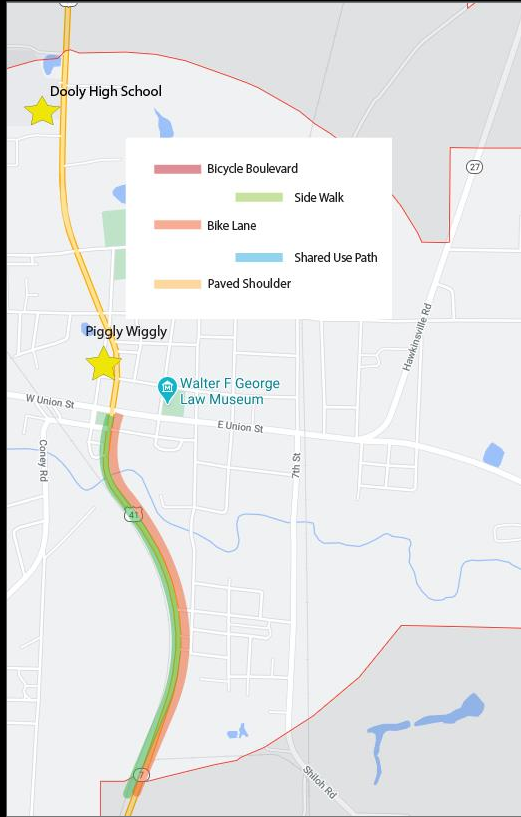 Dooly High School
27
Bicycle Boulevard
Side Walk
Bike Lane
Shared Use Path
Paved Shoulder
Hawkinsville Rd
Piggly Wiggly
Walter F George
Law Museum
W Union St
E Union St
Coney Rd
7th St
41
7
Shiloh Rd